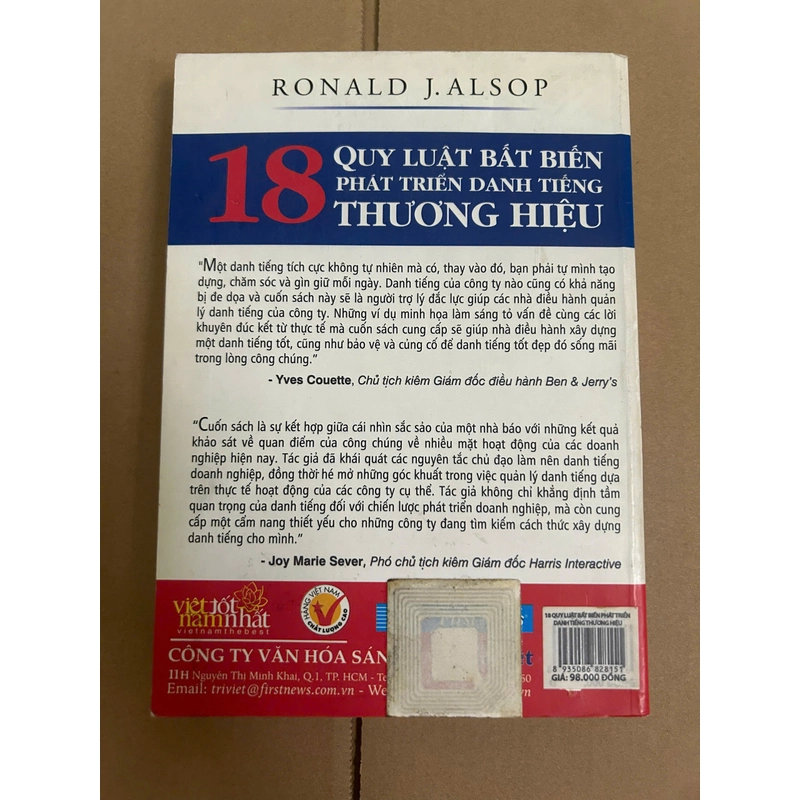 RONALD J. ALSOP
18 QUY LUẬT BẤT BIẾN
PHÁT TRIỂN DANH TIẾNG
THƯƠNG HIỆU
"Một danh tiếng tích cực không tự nhiên mà có, thay vào đó, bạn phải tự mình tạo
dựng, chăm sóc và gìn giữ mỗi ngày. Danh tiếng của công ty nào cũng có khả năng
bị đe dọa và cuốn sách này sẽ là người trợ lý đắc lực giúp các nhà điều hành quản
lý danh tiếng của công ty. Những ví dụ minh họa làm sáng tỏ vấn đề cùng các lời
khuyên đúc kết từ thực tế mà cuốn sách cung cấp sẽ giúp nhà điều hành xây dựng
một danh tiếng tốt, cũng như bảo vệ và củng cố để danh tiếng tốt đẹp đó sống mãi
trong lòng công chúng."
- Yves Couette, Chủ tịch kiêm Giám đốc điều hành Ben & Jerry's
"Cuốn sách là sự kết hợp giữa cái nhìn sắc sảo của một nhà báo với những kết quả
khảo sát về quan điểm của công chúng về nhiều mặt hoạt động của các doanh
nghiệp hiện nay. Tác giả đã khái quát các nguyên tắc chủ đạo làm nên danh tiếng
doanh nghiệp, đồng thời hé mở những góc khuất trong việc quản lý danh tiếng dựa
trên thực tế hoạt động của các công ty cụ thể. Tác giả không chỉ khẳng định tầm
quan trọng của danh tiếng đối với chiến lược phát triển doanh nghiệp, mà còn cung
cấp một cẩm nang thiết yếu cho những công ty đang tìm kiếm cách thức xây dựng
danh tiếng cho mình."
- Joy Marie Sever, Phó chủ tịch kiêm Giám đốc Harris Interactive
việt tốt
nam nhất
vietnamthebest
HÀNG VIỆT NAM
CHẤT LƯỢNG CAO
CÔNG TY VĂN HÓA SÁN
11H Nguyễn Thị Minh Khai, Q.1, TP. HCM - Te
Email: triviet@firstnews.com.vn - We
18 QUY LUẬT BẤT BIẾN PHÁT TRIỂN
DANH TIẾNG THƯƠNG HIỆU
8 935086 828151
GIÁ: 98.000 ĐỒNG